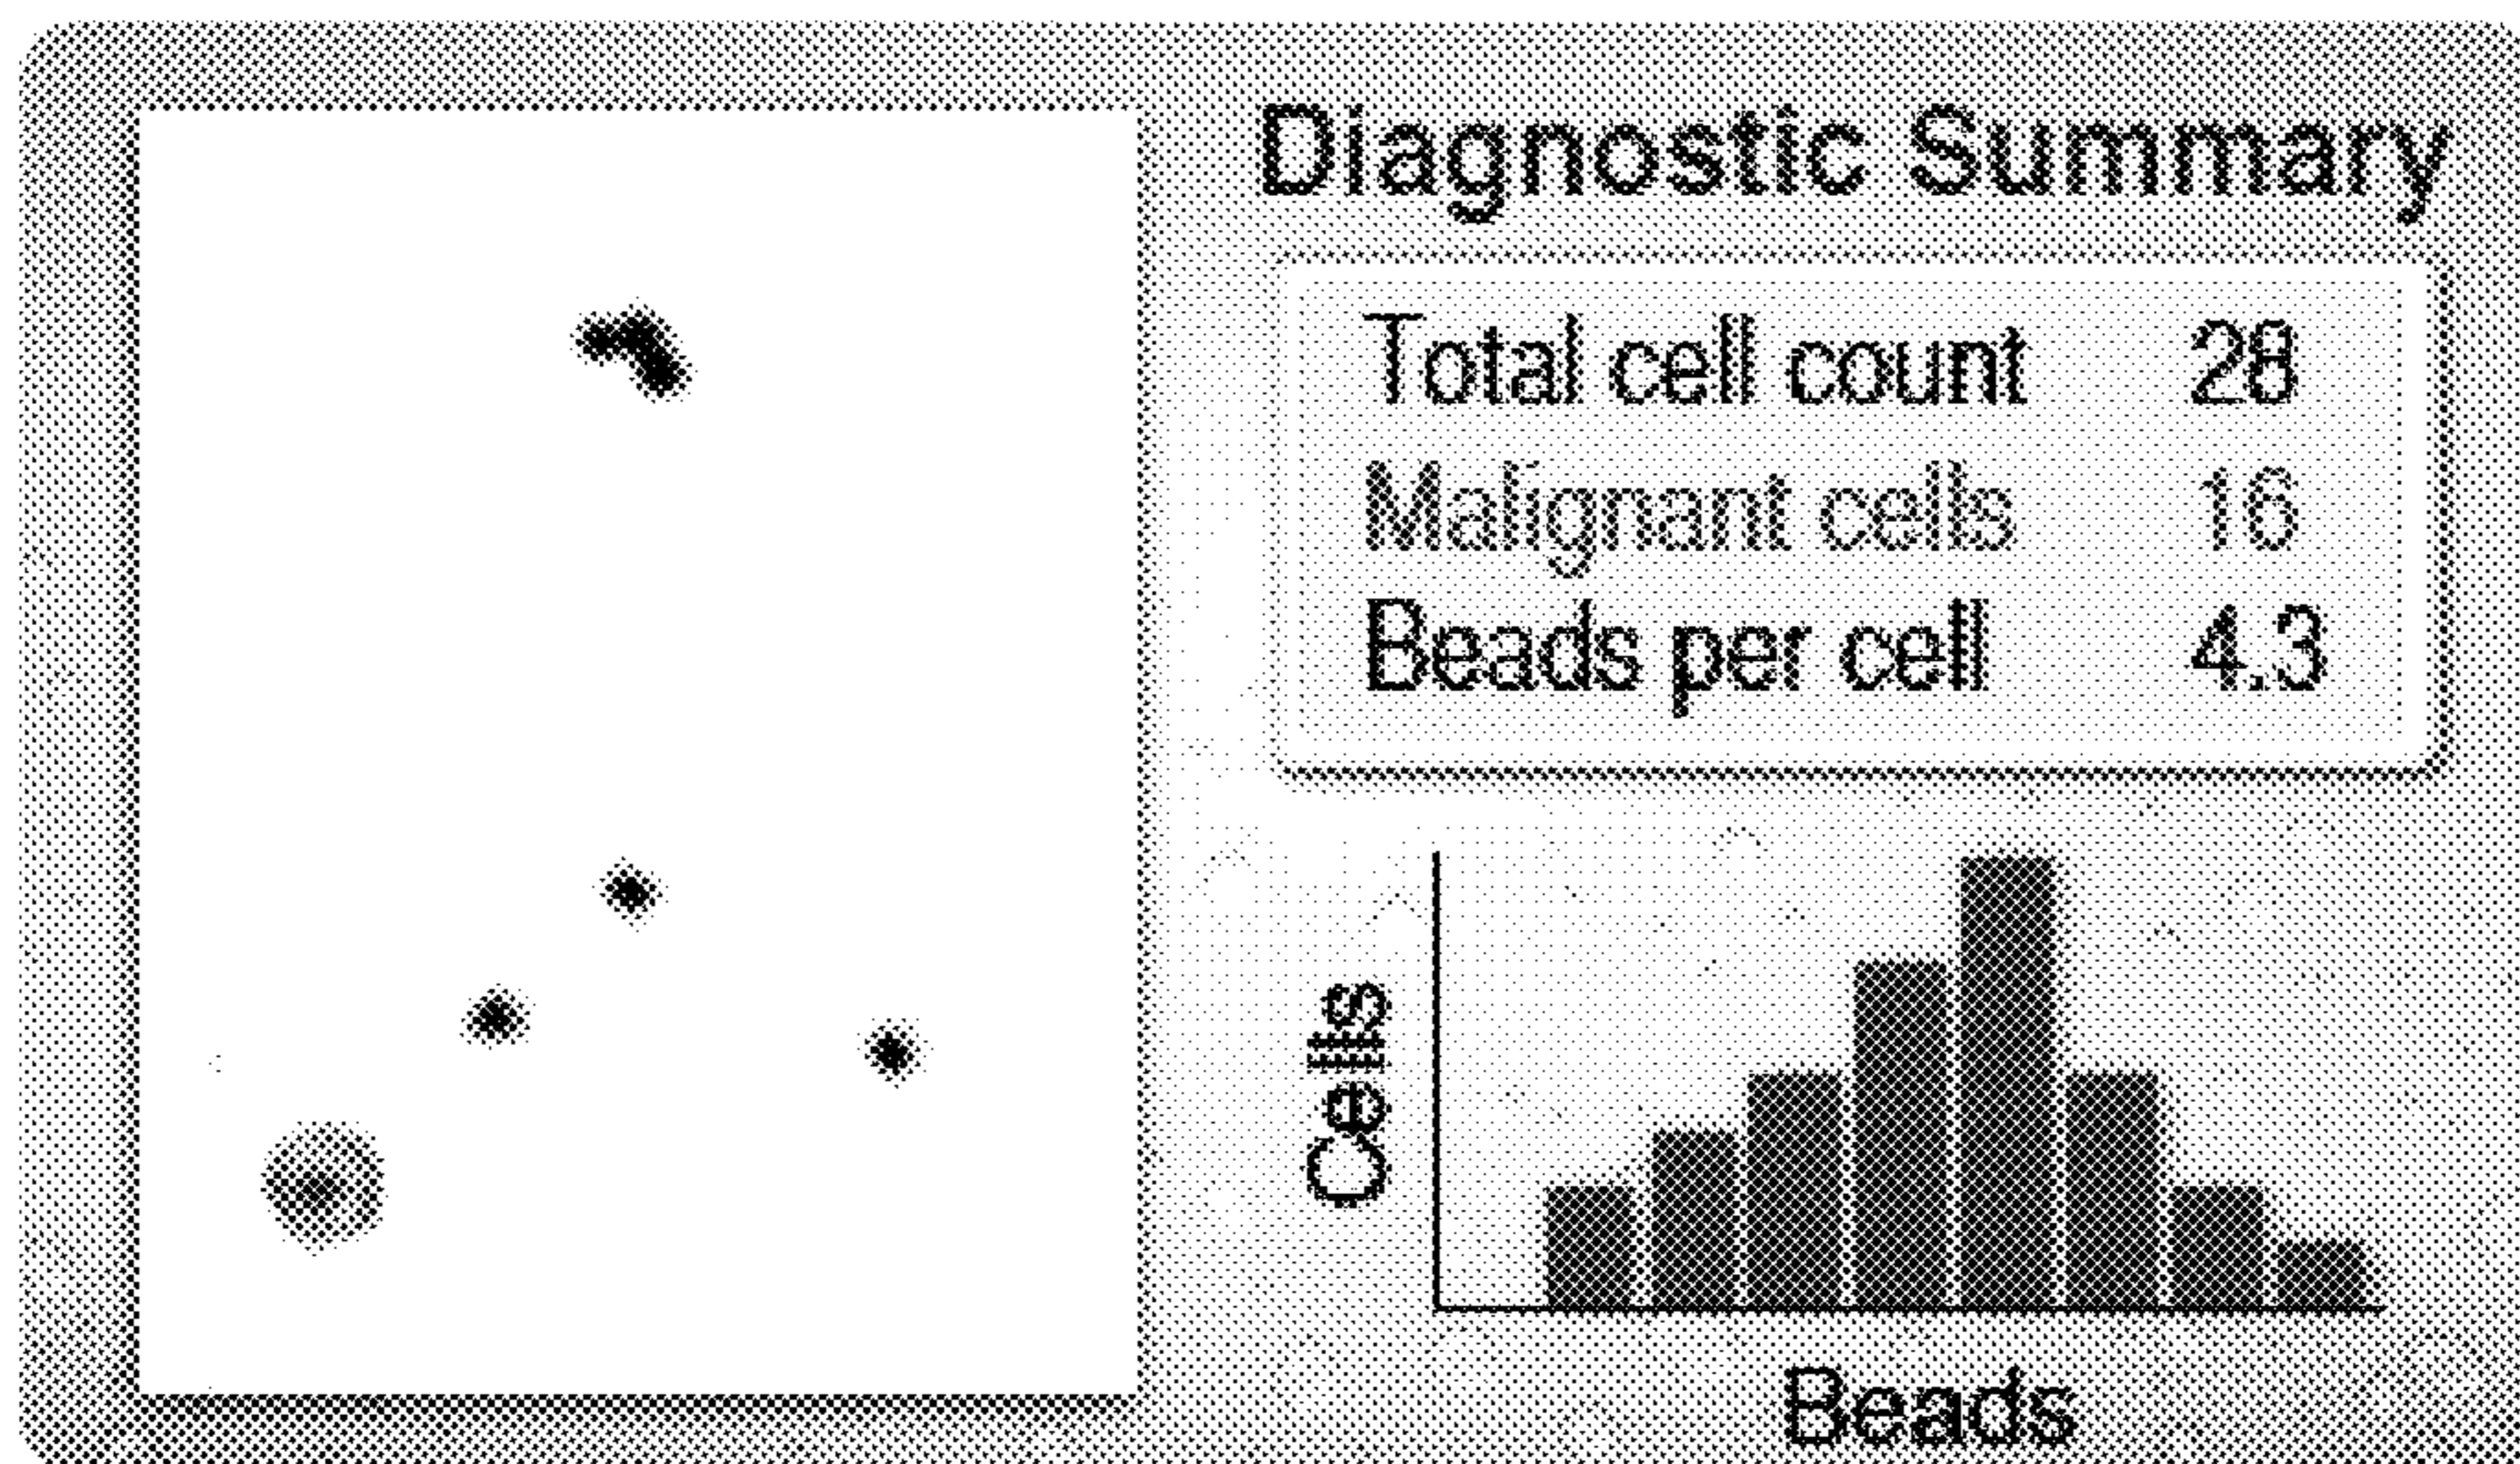 Diagnostic Summary
Total cell count 28
Malignant cells 16
Beads per cell 4.3
Cells
Beads